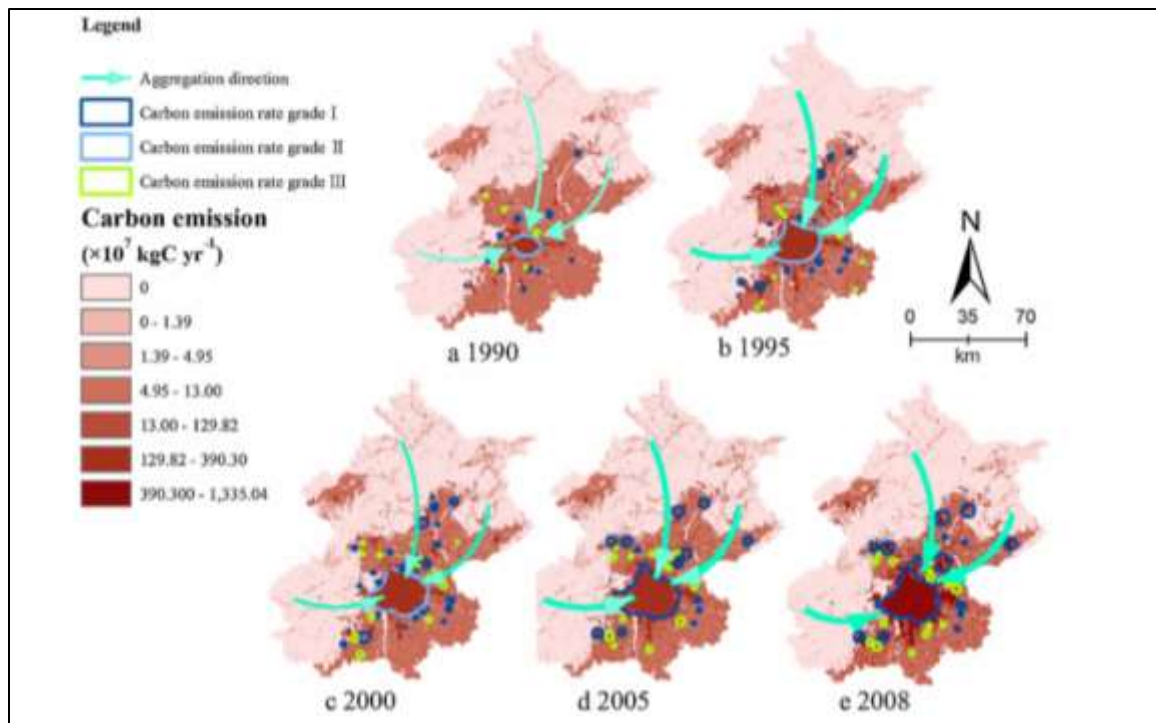 Legend
Aggregation direction
Carbon emission rate grade I
Carbon emission rate grade II
Carbon emission rate grade III
Carbon emission
(×10⁷ kgC yr⁻¹)
0
0 - 1.39
1.39 - 4.95
4.95 - 13.00
13.00 - 129.82
129.82 - 390.30
390.300 - 1,335.04
a 1990
b 1995
N
0 35 70
km
c 2000
d 2005
e 2008